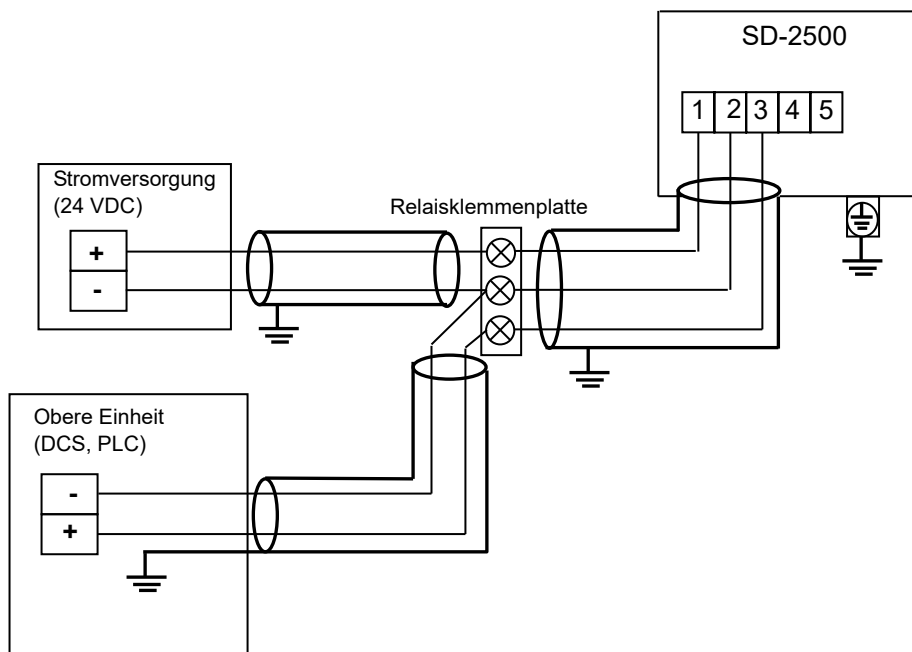 SD-2500
1 2 3 4 5
Stromversorgung
(24 VDC)
+
-
Relaisklemmenplatte
Obere Einheit
(DCS, PLC)
-
+